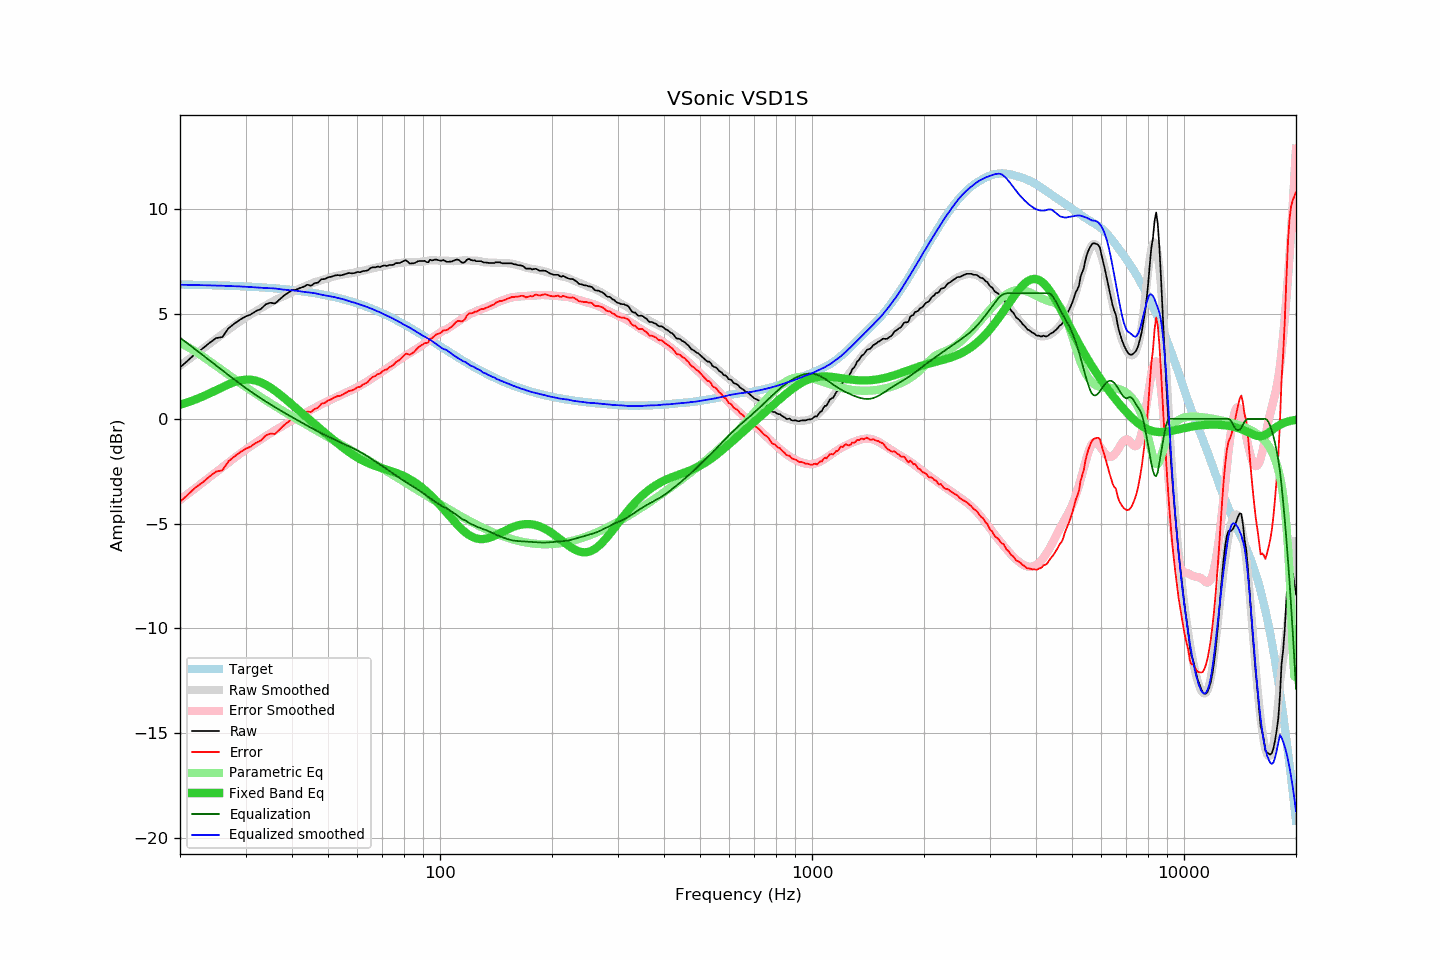 VSonic VSD1S
10
5
0
−5
−10
−15
−20
Amplitude (dBr)
Target
Raw Smoothed
Error Smoothed
Raw
Error
Parametric Eq
Fixed Band Eq
Equalization
Equalized smoothed
100
1000
10000
Frequency (Hz)